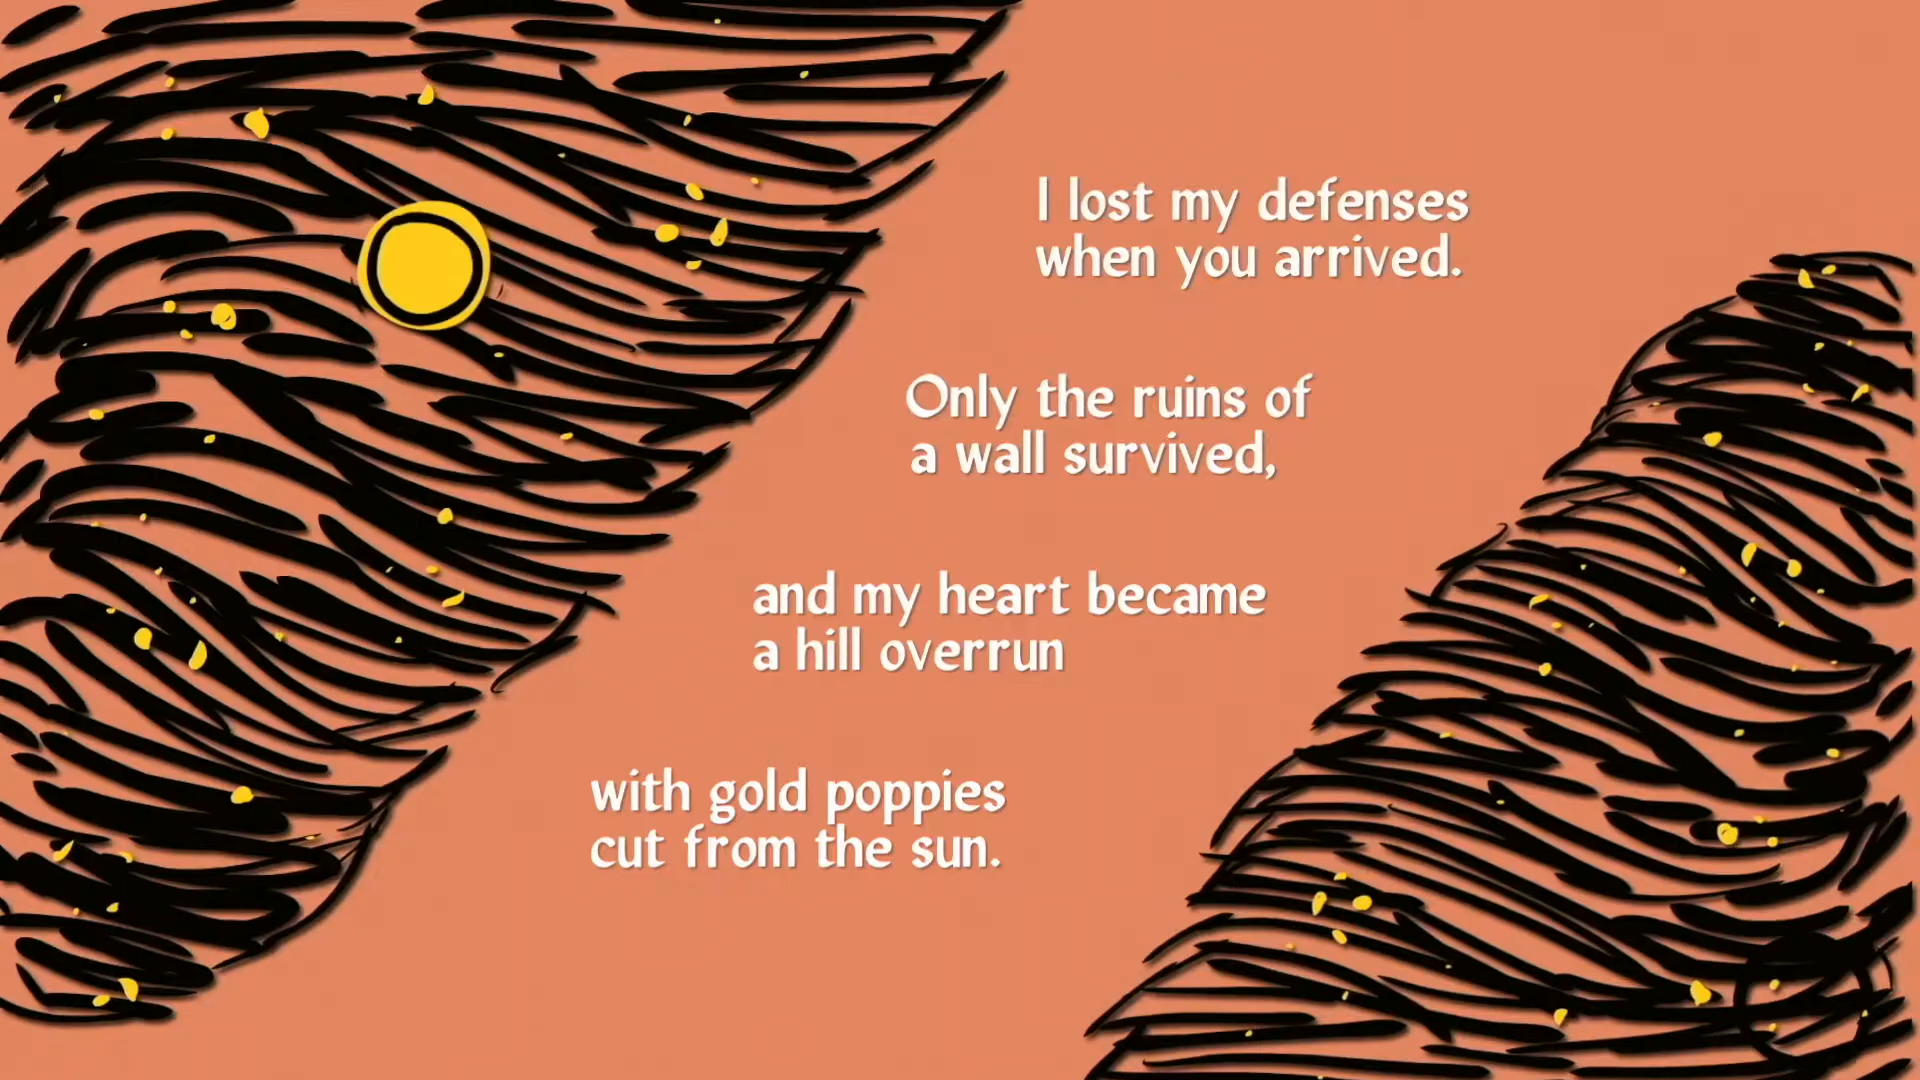 I lost my defenses
when you arrived.
Only the ruins of
a wall survived,
and my heart became
a hill overrun
with gold poppies
cut from the sun.